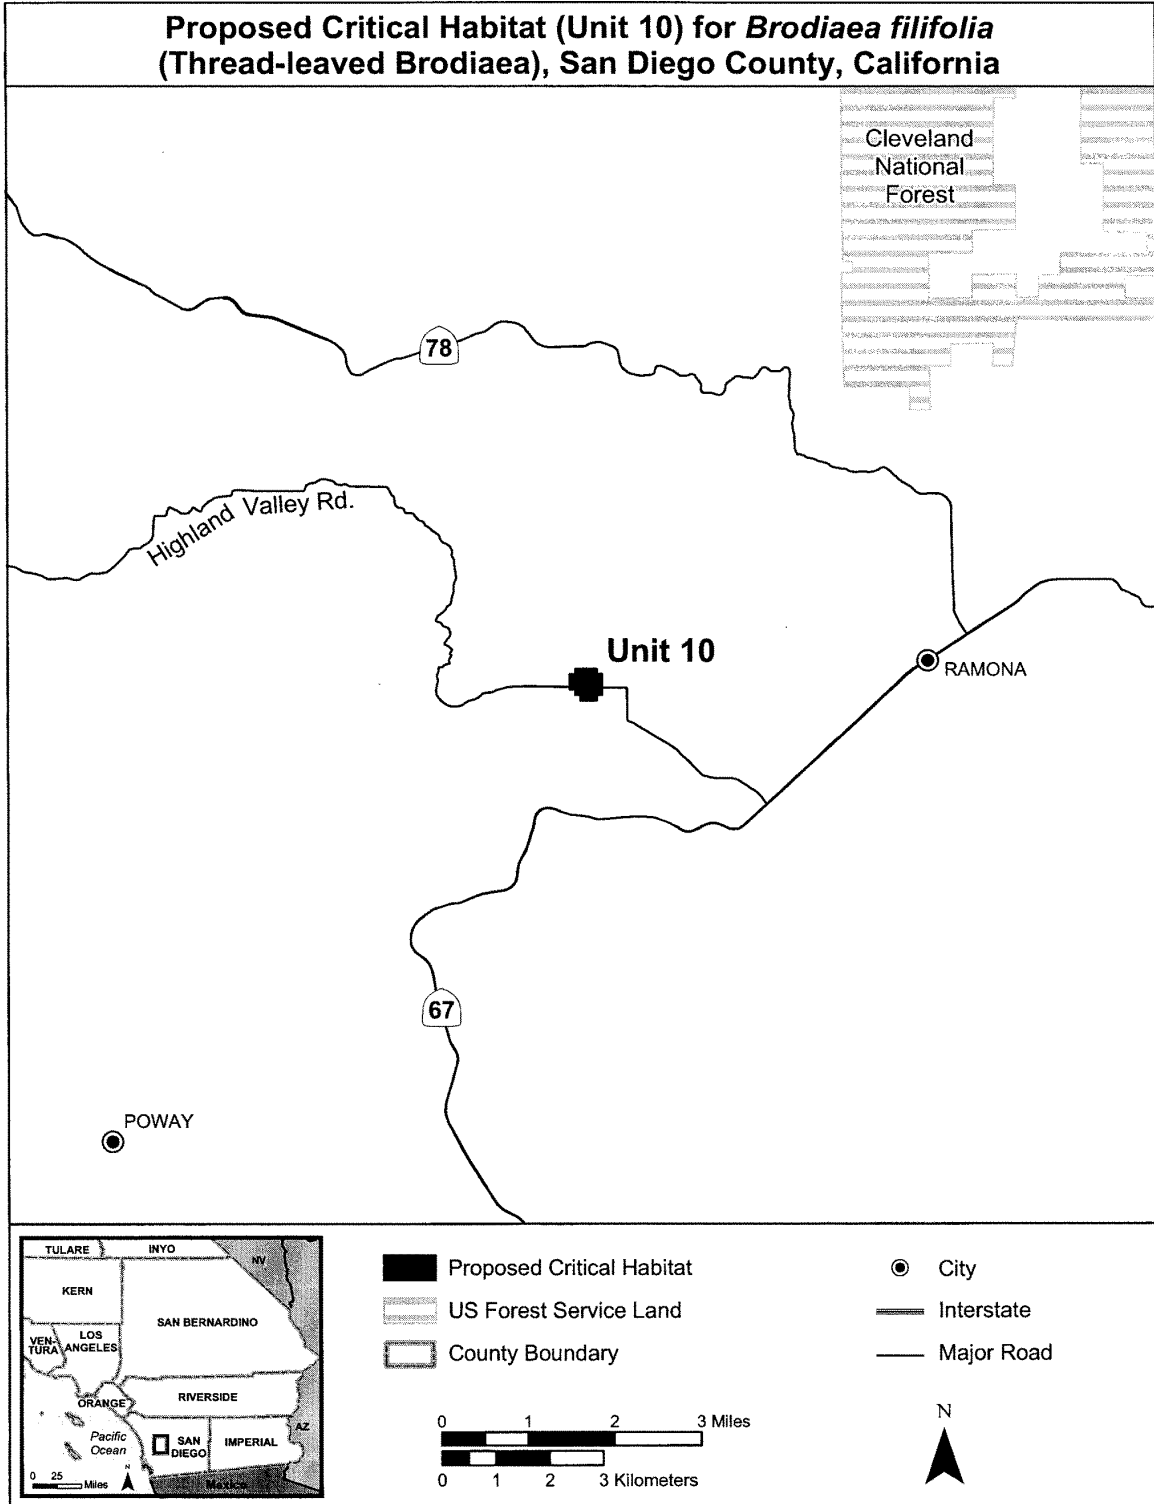 Proposed Critical Habitat (Unit 10) for Brodiaea filifolia
(Thread-leaved Brodiaea), San Diego County, California
Cleveland
National
Forest
78
Highland Valley Rd.
Unit 10
RAMONA
67
POWAY
TULARE
INYO
NV
KERN
SAN BERNARDINO
VEN-
TURA
LOS
ANGELES
ORANGE
RIVERSIDE
AZ
Pacific
Ocean
SAN
DIEGO
IMPERIAL
Mexico
0 25
Miles
N
Proposed Critical Habitat
US Forest Service Land
County Boundary
0 1 2 3 Miles
0 1 2 3 Kilometers
City
Interstate
Major Road
N